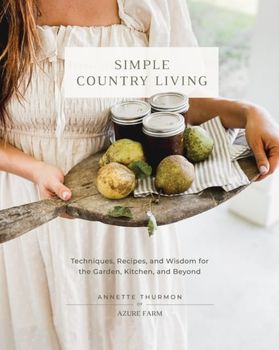 SIMPLE
COUNTRY LIVING
Techniques, Recipes, and Wisdom for
the Garden, Kitchen, and Beyond
ANNETTE THURMON
OF
AZURE FARM